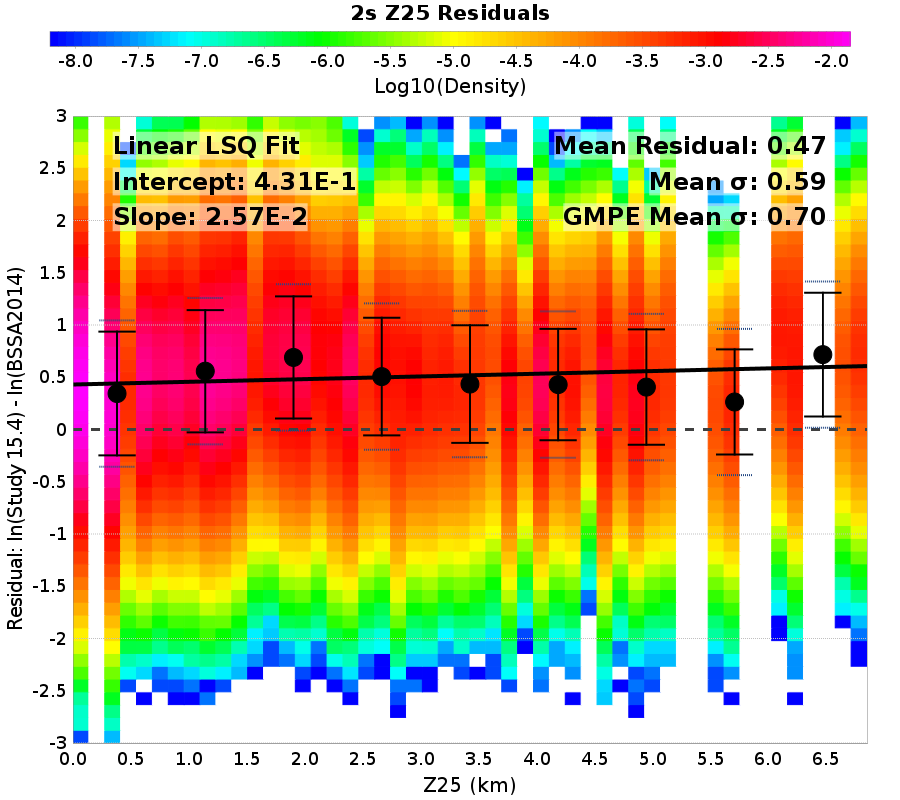 2s Z25 Residuals
-8.0 -7.5 -7.0 -6.5 -6.0 -5.5 -5.0 -4.5 -4.0 -3.5 -3.0 -2.5 -2.0
Log10(Density)
Linear LSQ Fit
Intercept: 4.31E-1
Slope: 2.57E-2
Mean Residual: 0.47
Mean σ: 0.59
GMPE Mean σ: 0.70
Residual: ln(Study 15.4) - ln(BSSA2014)
3
2.5
2
1.5
1
0.5
0
-0.5
-1
-1.5
-2
-2.5
-3
0.0 0.5 1.0 1.5 2.0 2.5 3.0 3.5 4.0 4.5 5.0 5.5 6.0 6.5
Z25 (km)